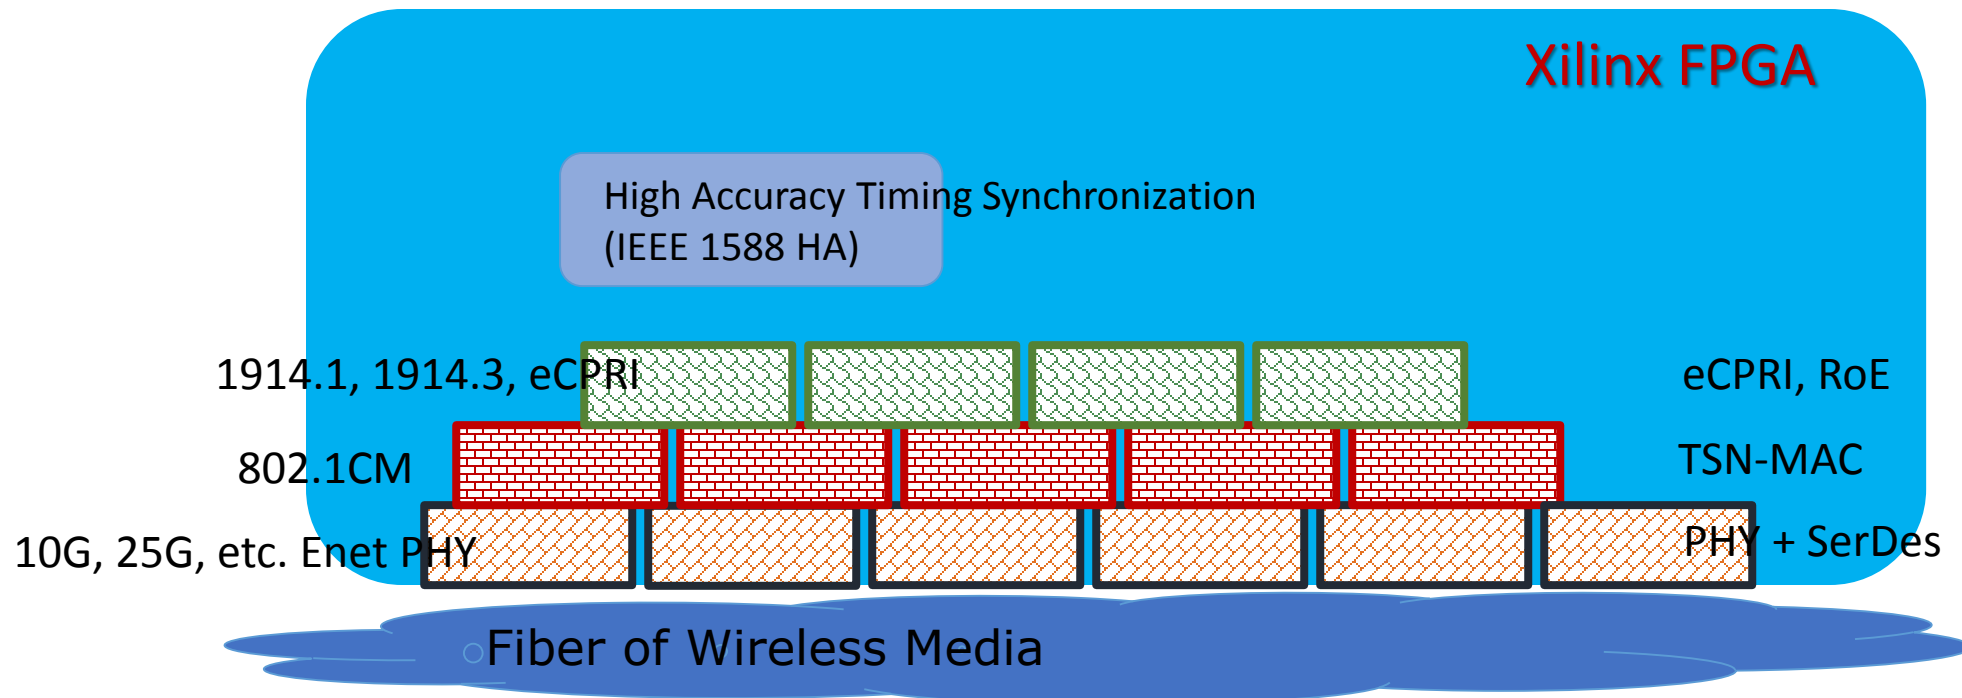 Xilinx FPGA
High Accuracy Timing Synchronization
(IEEE 1588 HA)
1914.1, 1914.3, eCPRI
eCPRI, RoE
802.1CM
TSN-MAC
10G, 25G, etc. Enet PHY
PHY + SerDes
Fiber of Wireless Media